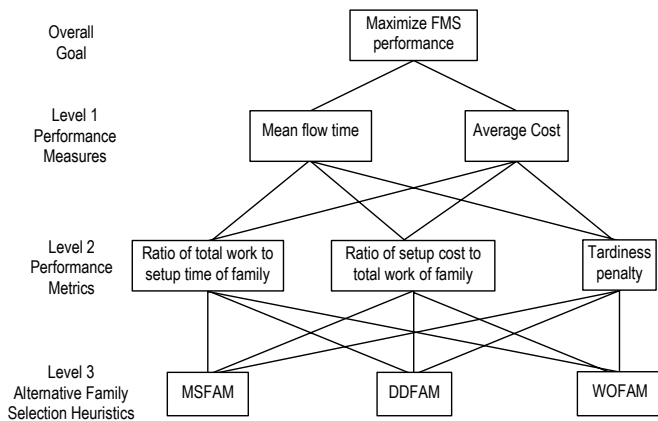 Overall
Goal
Maximize FMS
performance
Level 1
Performance
Measures
Mean flow time
Average Cost
Level 2
Performance
Metrics
Ratio of total work to
setup time of family
Ratio of setup cost to
total work of family
Tardiness
penalty
Level 3
Alternative Family
Selection Heuristics
MSFAM
DDFAM
WOFAM